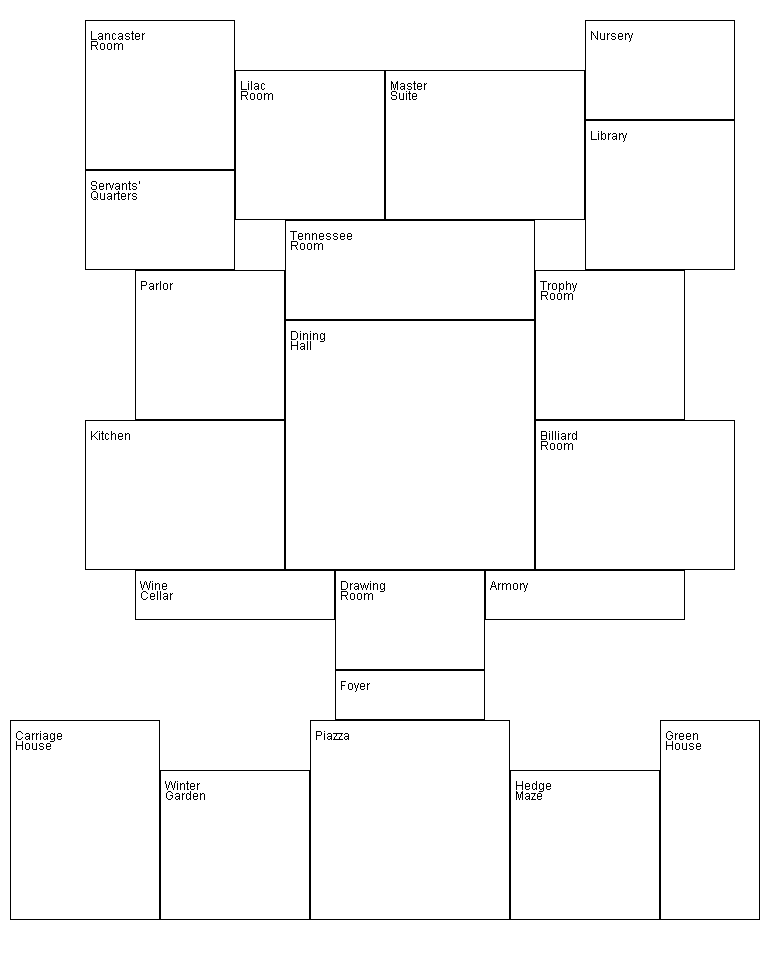 Lancaster
Room
Nursery
Lilac
Room
Master
Suite
Library
Servants'
Quarters
Tennessee
Room
Parlor
Trophy
Room
Dining
Hall
Kitchen
Billiard
Room
Wine
Cellar
Drawing
Room
Armory
Foyer
Carriage
House
Piazza
Green
House
Winter
Garden
Hedge
Maze